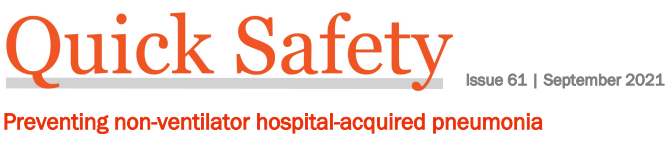 Quick Safety
Issue 61 | September 2021
Preventing non-ventilator hospital-acquired pneumonia